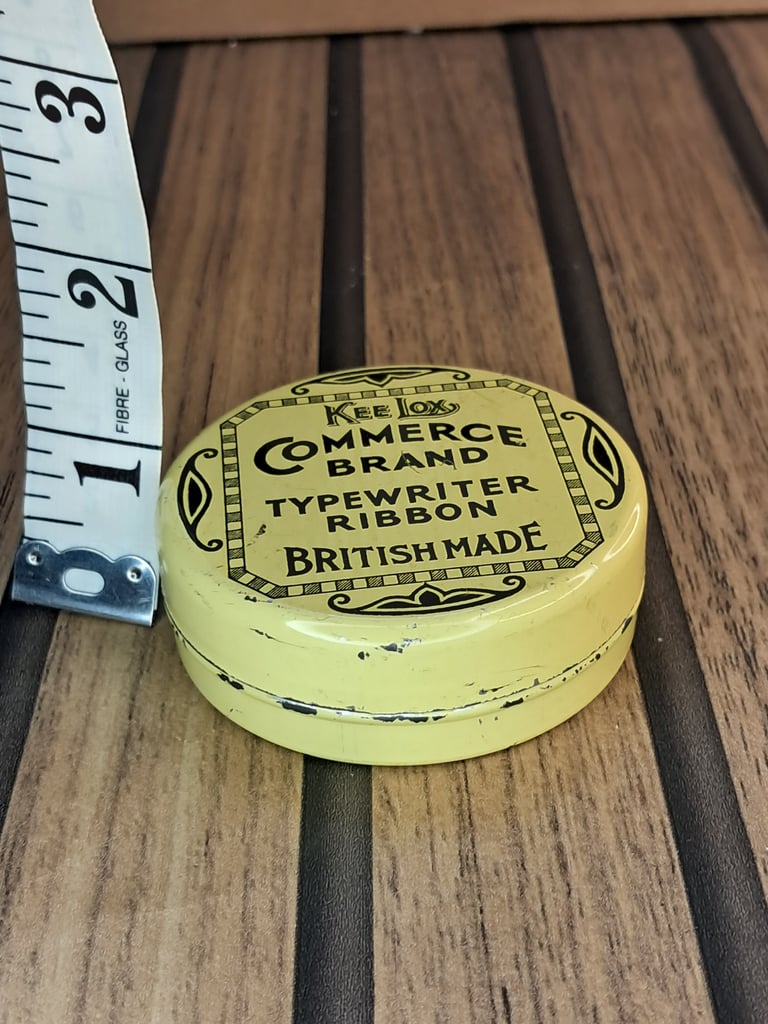 3
2
FIBRE - GLASS
1
KEE LOX
COMMERCE
BRAND
TYPEWRITER
RIBBON
BRITISH MADE